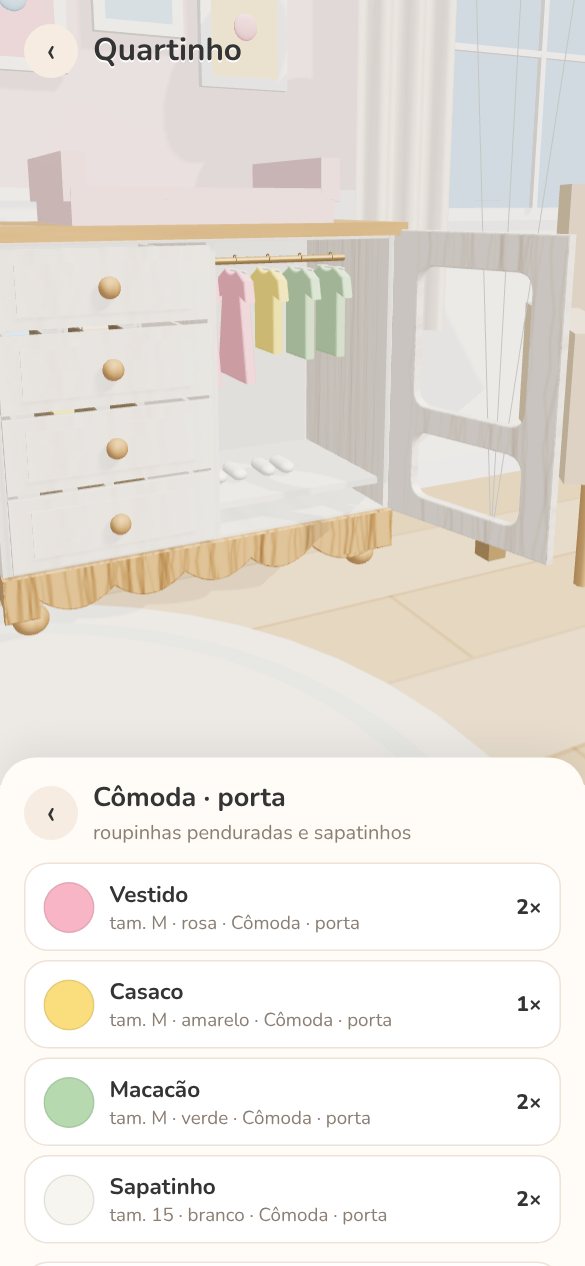 ‹ Quartinho
‹ Cômoda · porta
roupinhas penduradas e sapatinhos
Vestido
tam. M · rosa · Cômoda · porta
2×
Casaco
tam. M · amarelo · Cômoda · porta
1×
Macacão
tam. M · verde · Cômoda · porta
2×
Sapatinho
tam. 15 · branco · Cômoda · porta
2×